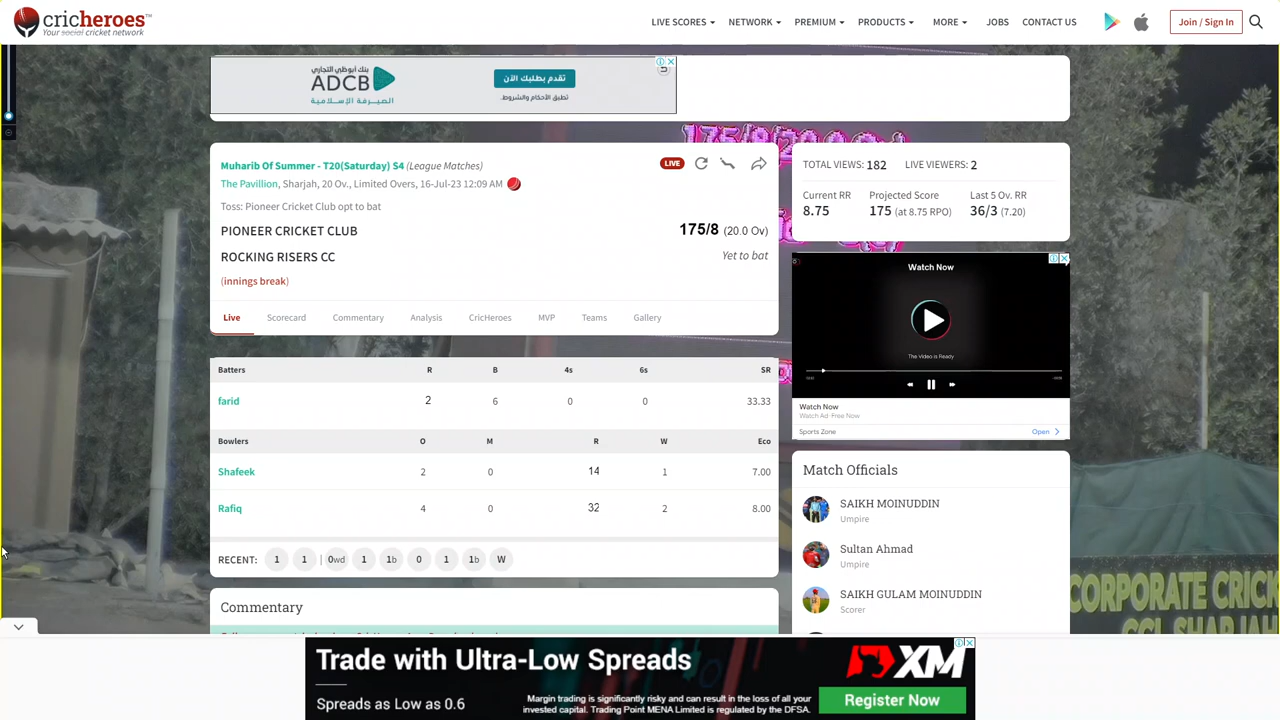 cricheroes™
Your social cricket network
LIVE SCORES NETWORK PREMIUM PRODUCTS MORE JOBS CONTACT US Join / Sign In
بنك أبوظبي التجاري
ADCB
الصيرفة الإسلامية
تقدم بطلبك الآن
تطبق الأحكام والشروط.
Muharib Of Summer - T20(Saturday) S4 (League Matches)
LIVE
The Pavillion, Sharjah, 20 Ov., Limited Overs, 16-Jul-23 12:09 AM
Toss: Pioneer Cricket Club opt to bat
PIONEER CRICKET CLUB 175/8 (20.0 Ov)
ROCKING RISERS CC Yet to bat
(innings break)
Live Scorecard Commentary Analysis CricHeroes MVP Teams Gallery
TOTAL VIEWS: 182 LIVE VIEWERS: 2
Current RR Projected Score Last 5 Ov. RR
8.75 175 (at 8.75 RPO) 36/3 (7.20)
Watch Now
The Video is Ready
Watch Now
Watch Ad·Free Now
Sports Zone Open
Batters R B 4s 6s SR
farid 2 6 0 0 33.33
Bowlers O M R W Eco
Shafeek 2 0 14 1 7.00
Rafiq 4 0 32 2 8.00
RECENT: 1 1 | 0wd 1 1b 0 1 1b W
Commentary
Match Officials
SAIKH MOINUDDIN
Umpire
Sultan Ahmad
Umpire
SAIKH GULAM MOINUDDIN
Scorer
CORPORATE CRICK
CCL SHARJAH
Trade with Ultra-Low Spreads
Spreads as Low as 0.6
Margin trading is significantly risky and can result in the loss of all your
invested capital. Trading Point MENA Limited is regulated by the DFSA.
XM
Register Now